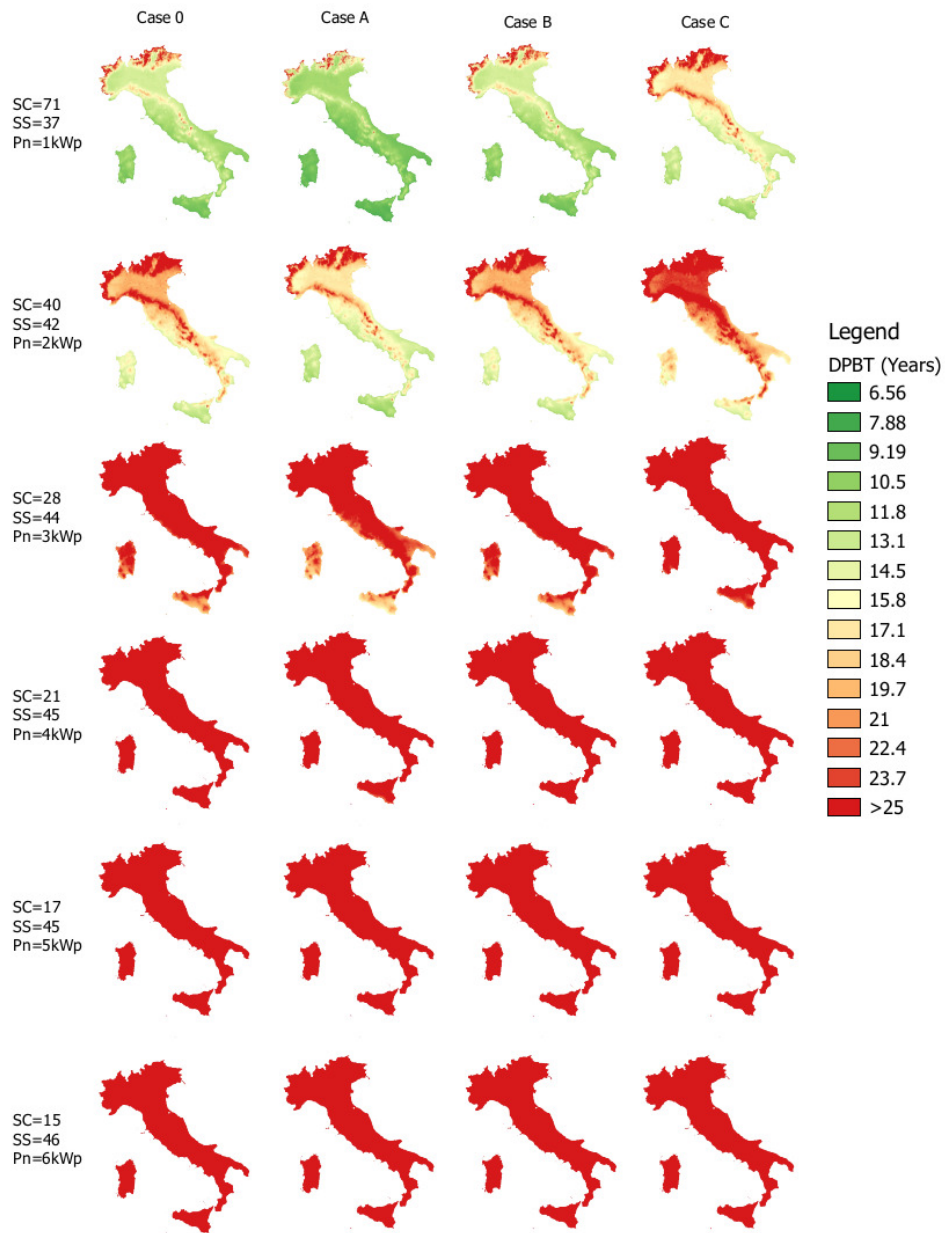 Case 0
Case A
Case B
Case C
SC=71
SS=37
Pn=1kWp
SC=40
SS=42
Pn=2kWp
SC=28
SS=44
Pn=3kWp
SC=21
SS=45
Pn=4kWp
SC=17
SS=45
Pn=5kWp
SC=15
SS=46
Pn=6kWp
Legend
DPBT (Years)
6.56
7.88
9.19
10.5
11.8
13.1
14.5
15.8
17.1
18.4
19.7
21
22.4
23.7
>25